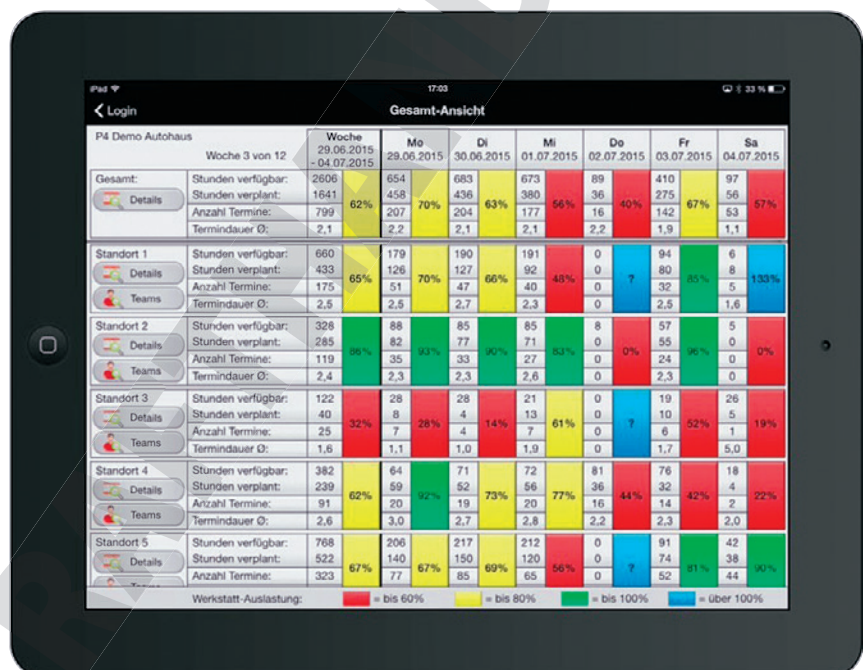 iPad 17:03 33 %
Login Gesamt-Ansicht
P4 Demo Autohaus
Woche 3 von 12
Woche 29.06.2015 - 04.07.2015
Mo 29.06.2015
Di 30.06.2015
Mi 01.07.2015
Do 02.07.2015
Fr 03.07.2015
Sa 04.07.2015
Gesamt:
Details
Stunden verfügbar: 2606 654 683 673 89 410 97
Stunden verplant: 1641 458 436 380 36 275 56
62% 70% 63% 56% 40% 67% 57%
Anzahl Termine: 799 207 204 177 16 142 53
Termindauer Ø: 2,1 2,2 2,1 2,1 2,2 1,9 1,1
Standort 1
Details
Teams
Stunden verfügbar: 660 179 190 191 0 94 6
Stunden verplant: 433 126 127 92 0 80 8
65% 70% 66% 48% ? 85% 133%
Anzahl Termine: 175 51 47 40 0 32 5
Termindauer Ø: 2,5 2,5 2,7 2,3 0 2,5 1,6
Standort 2
Details
Teams
Stunden verfügbar: 328 88 85 85 8 57 5
Stunden verplant: 285 82 77 71 0 55 0
86% 93% 90% 83% 0% 96% 0%
Anzahl Termine: 119 35 33 27 0 24 0
Termindauer Ø: 2,4 2,3 2,3 2,6 0 2,3 0
Standort 3
Details
Teams
Stunden verfügbar: 122 28 28 21 0 19 26
Stunden verplant: 40 8 4 13 0 10 5
32% 28% 14% 61% ? 52% 19%
Anzahl Termine: 25 7 4 7 0 6 1
Termindauer Ø: 1,6 1,1 1,0 1,9 0 1,7 5,0
Standort 4
Details
Teams
Stunden verfügbar: 382 64 71 72 81 76 18
Stunden verplant: 239 59 52 56 36 32 4
62% 92% 73% 77% 44% 42% 22%
Anzahl Termine: 91 20 19 20 16 14 2
Termindauer Ø: 2,6 3,0 2,7 2,8 2,2 2,3 2,0
Standort 5
Details
Stunden verfügbar: 768 206 217 212 0 91 42
Stunden verplant: 522 140 150 120 0 74 38
67% 67% 69% 56% ? 81% 90%
Anzahl Termine: 323 77 85 65 0 52 44
Werkstatt-Auslastung: = bis 60% = bis 80% = bis 100% = über 100%